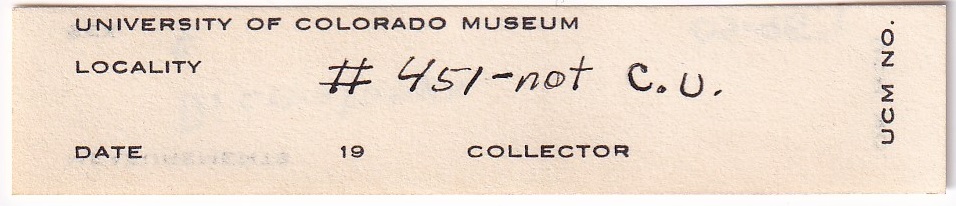 UNIVERSITY OF COLORADO MUSEUM
LOCALITY # 451-not C.U.
DATE 19 COLLECTOR
UCM NO.